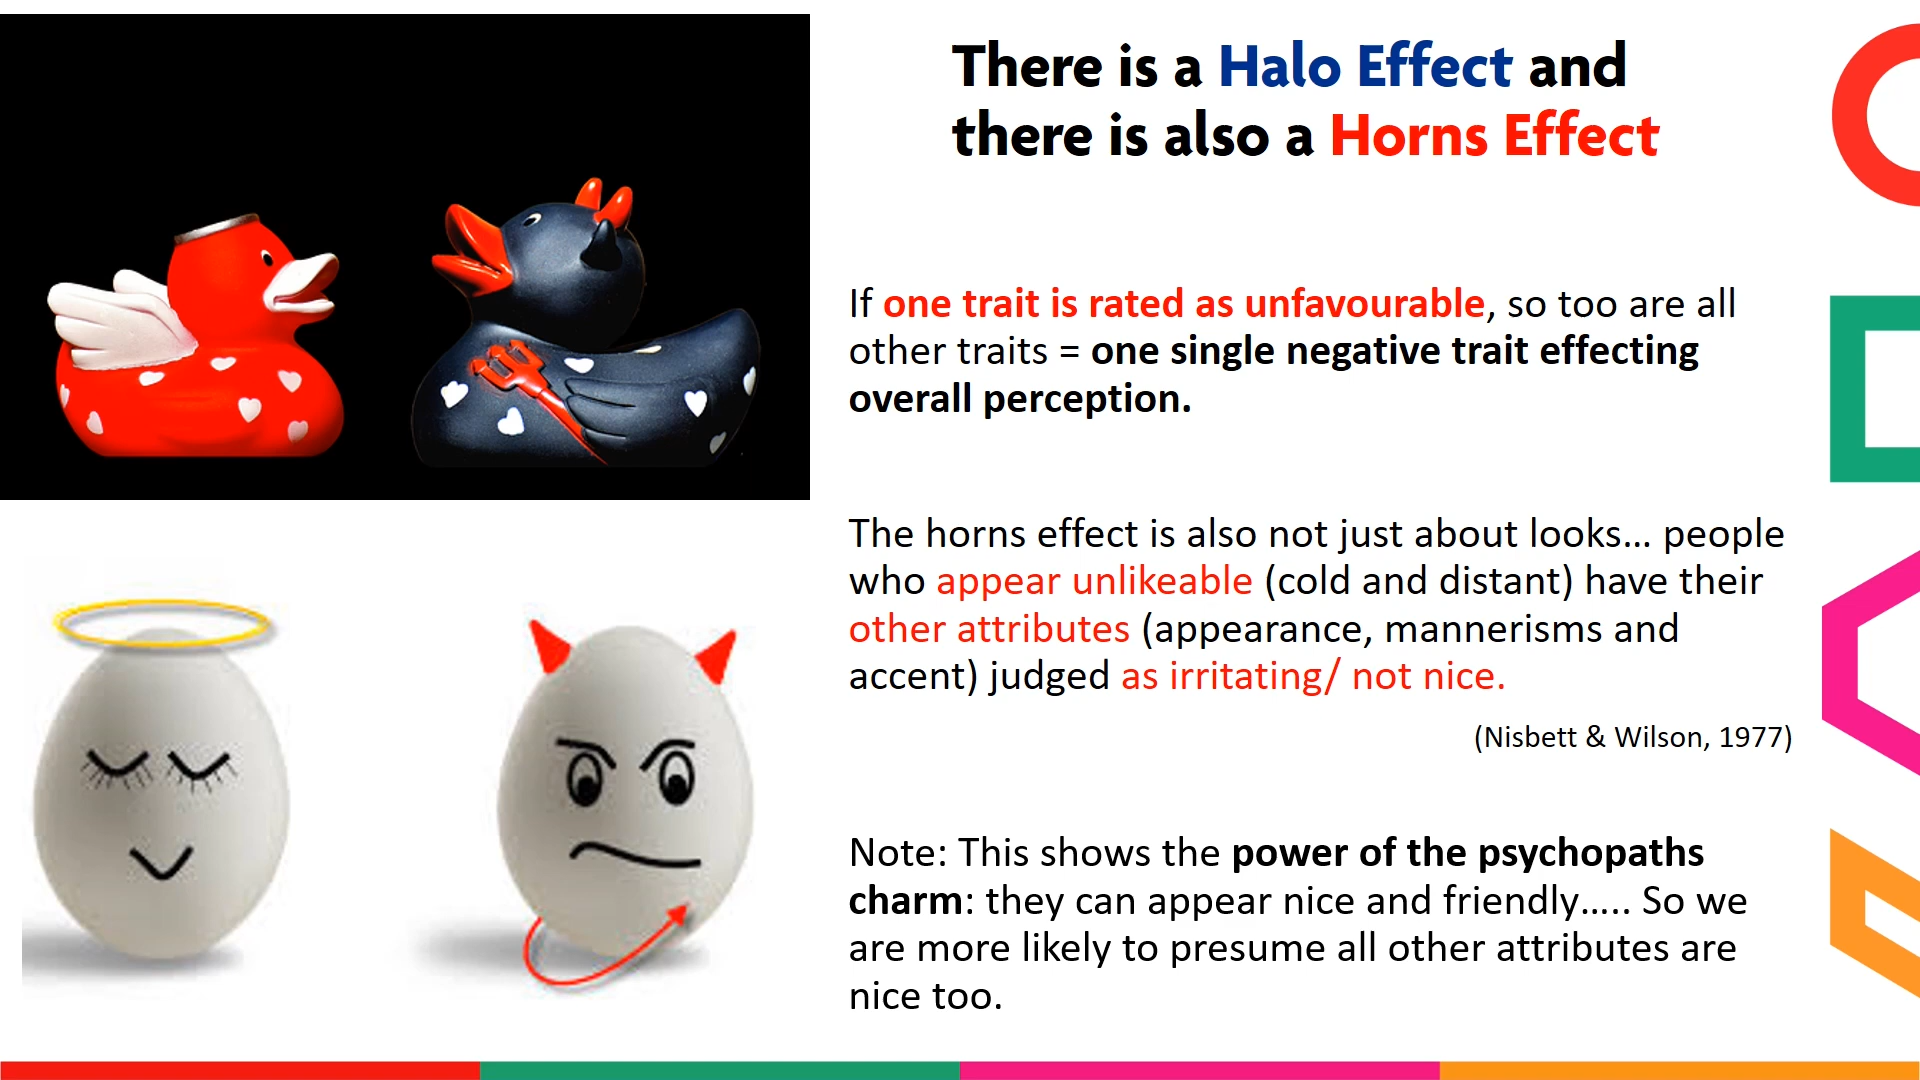 There is a Halo Effect and
there is also a Horns Effect
If one trait is rated as unfavourable, so too are all
other traits = one single negative trait effecting
overall perception.
The horns effect is also not just about looks... people
who appear unlikeable (cold and distant) have their
other attributes (appearance, mannerisms and
accent) judged as irritating/ not nice.
(Nisbett & Wilson, 1977)
Note: This shows the power of the psychopaths
charm: they can appear nice and friendly..... So we
are more likely to presume all other attributes are
nice too.